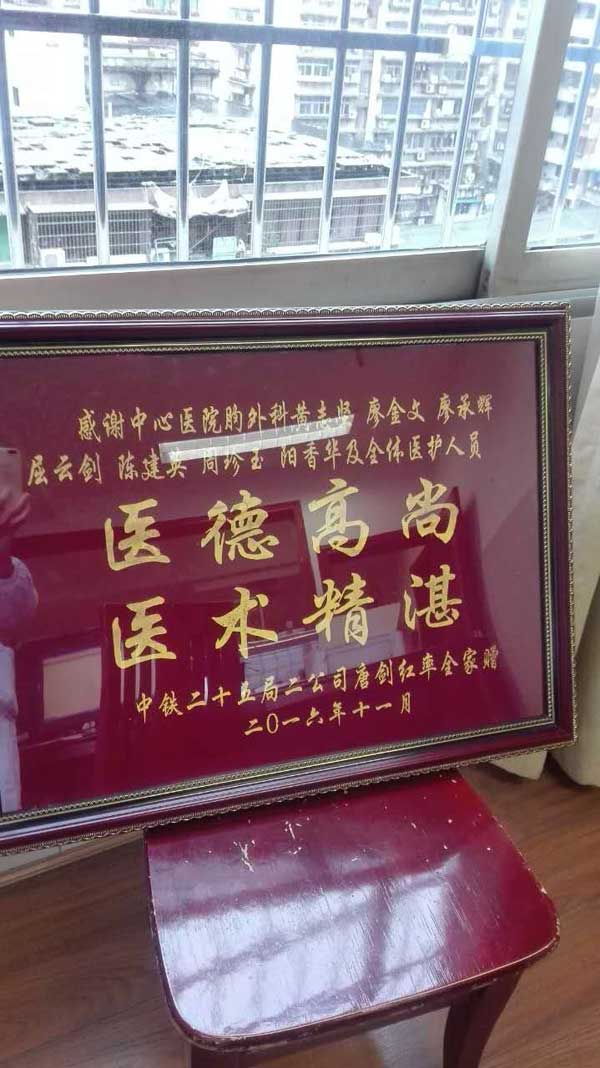 感谢中心医院胸外科黄志坚 廖金文 廖承辉
屈云剑 陈建英 周珍玉 阳香华及全体医护人员
医德高尚
医术精湛
中铁二十五局二公司唐剑红率全家赠
二〇一六年十一月